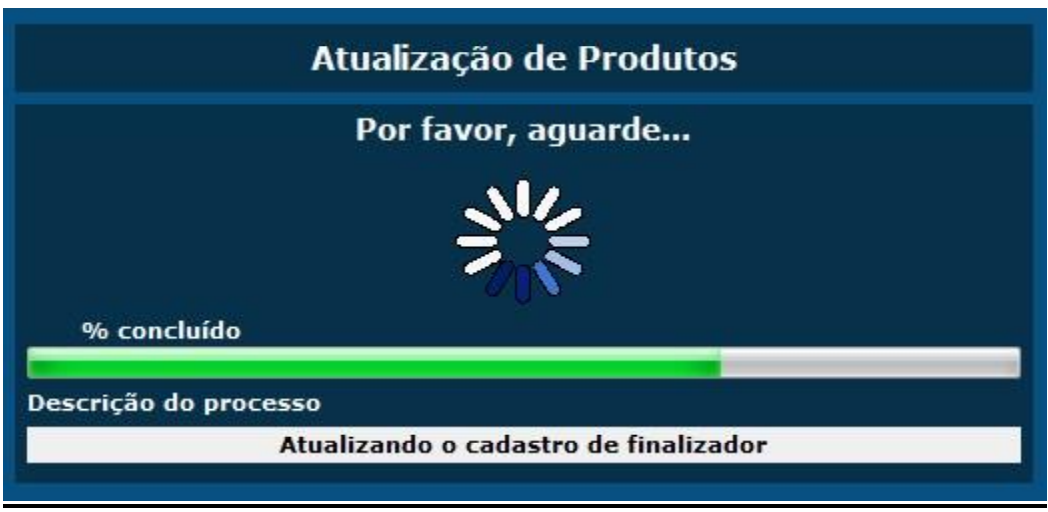 Atualização de Produtos
Por favor, aguarde...
% concluído
Descrição do processo
Atualizando o cadastro de finalizador